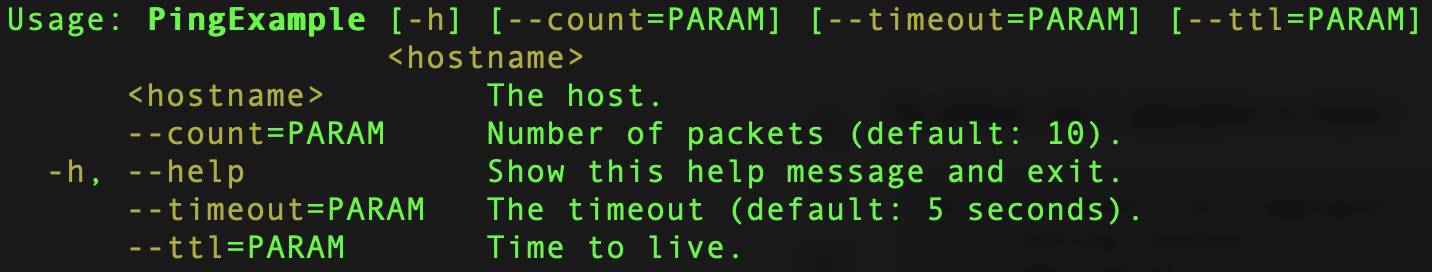 Usage: PingExample [-h] [--count=PARAM] [--timeout=PARAM] [--ttl=PARAM]
<hostname>
<hostname> The host.
--count=PARAM Number of packets (default: 10).
-h, --help Show this help message and exit.
--timeout=PARAM The timeout (default: 5 seconds).
--ttl=PARAM Time to live.